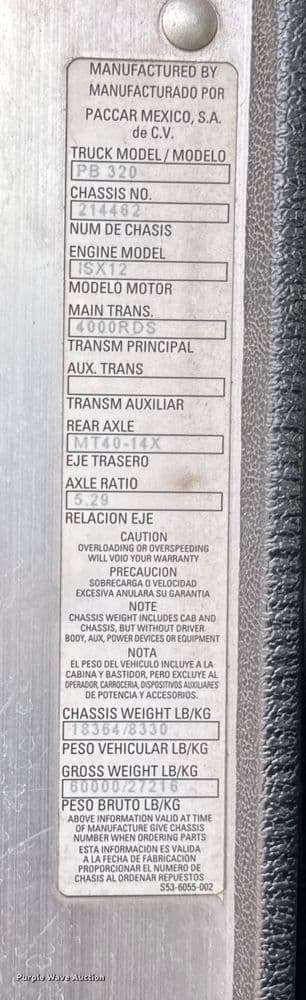 MANUFACTURED BY
MANUFACTURADO POR
PACCAR MEXICO, S.A.
de C.V.
TRUCK MODEL / MODELO
PB 320
CHASSIS NO.
214462
NUM DE CHASIS
ENGINE MODEL
ISX12
MODELO MOTOR
MAIN TRANS.
4000RDS
TRANSM PRINCIPAL
AUX. TRANS
TRANSM AUXILIAR
REAR AXLE
MT40-14X
EJE TRASERO
AXLE RATIO
5.29
RELACION EJE
CAUTION
OVERLOADING OR OVERSPEEDING
WILL VOID YOUR WARRANTY
PRECAUCION
SOBRECARGA O VELOCIDAD
EXCESIVA ANULARA SU GARANTIA
NOTE
CHASSIS WEIGHT INCLUDES CAB AND
CHASSIS, BUT WITHOUT DRIVER
BODY, AUX, POWER DEVICES OR EQUIPMENT
NOTA
EL PESO DEL VEHICULO INCLUYE A LA
CABINA Y BASTIDOR, PERO EXCLUYE AL
OPERADOR, CARROCERIA, DISPOSITIVOS AUXILIARES
DE POTENCIA Y ACCESORIOS.
CHASSIS WEIGHT LB/KG
18364/8330
PESO VEHICULAR LB/KG
GROSS WEIGHT LB/KG
60000/27216
PESO BRUTO LB/KG
ABOVE INFORMATION VALID AT TIME
OF MANUFACTURE GIVE CHASSIS
NUMBER WHEN ORDERING PARTS
ESTA INFORMACION ES VALIDA
A LA FECHA DE FABRICACION
PROPORCIONAR EL NUMERO DE
CHASIS AL ORDENAR REPUESTOS
S53-6055-002
Purple Wave Auction